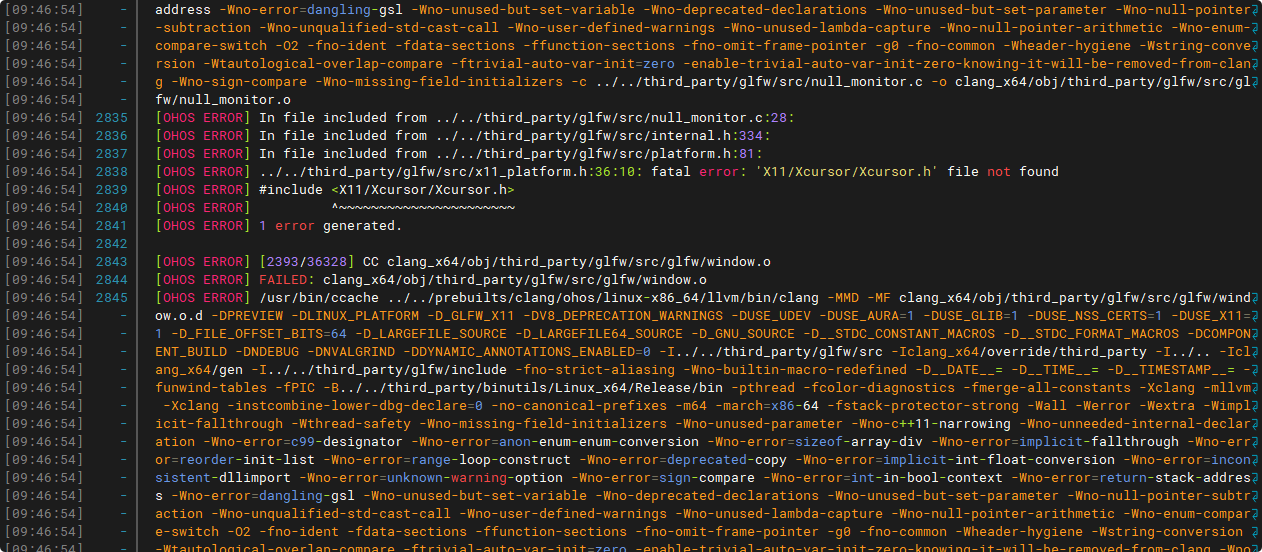 [09:46:54] - address -Wno-error=dangling-gsl -Wno-unused-but-set-variable -Wno-deprecated-declarations -Wno-unused-but-set-parameter -Wno-null-pointer
[09:46:54] - -subtraction -Wno-unqualified-std-cast-call -Wno-user-defined-warnings -Wno-unused-lambda-capture -Wno-null-pointer-arithmetic -Wno-enum-
[09:46:54] - compare-switch -O2 -fno-ident -fdata-sections -ffunction-sections -fno-omit-frame-pointer -g0 -fno-common -Wheader-hygiene -Wstring-conve
[09:46:54] - rsion -Wtautological-overlap-compare -ftrivial-auto-var-init=zero -enable-trivial-auto-var-init-zero-knowing-it-will-be-removed-from-clan
[09:46:54] - g -Wno-sign-compare -Wno-missing-field-initializers -c ../../third_party/glfw/src/null_monitor.c -o clang_x64/obj/third_party/glfw/src/gl
[09:46:54] - fw/null_monitor.o
[09:46:54] 2835 [OHOS ERROR] In file included from ../../third_party/glfw/src/null_monitor.c:28:
[09:46:54] 2836 [OHOS ERROR] In file included from ../../third_party/glfw/src/internal.h:334:
[09:46:54] 2837 [OHOS ERROR] In file included from ../../third_party/glfw/src/platform.h:81:
[09:46:54] 2838 [OHOS ERROR] ../../third_party/glfw/src/x11_platform.h:36:10: fatal error: 'X11/Xcursor/Xcursor.h' file not found
[09:46:54] 2839 [OHOS ERROR] #include <X11/Xcursor/Xcursor.h>
[09:46:54] 2840 [OHOS ERROR]          ^~~~~~~~~~~~~~~~~~~~~~~
[09:46:54] 2841 [OHOS ERROR] 1 error generated.
[09:46:54] 2842
[09:46:54] 2843 [OHOS ERROR] [2393/36328] CC clang_x64/obj/third_party/glfw/src/glfw/window.o
[09:46:54] 2844 [OHOS ERROR] FAILED: clang_x64/obj/third_party/glfw/src/glfw/window.o
[09:46:54] 2845 [OHOS ERROR] /usr/bin/ccache ../../prebuilts/clang/ohos/linux-x86_64/llvm/bin/clang -MMD -MF clang_x64/obj/third_party/glfw/src/glfw/wind
[09:46:54] - ow.o.d -DPREVIEW -DLINUX_PLATFORM -D_GLFW_X11 -DV8_DEPRECATION_WARNINGS -DUSE_UDEV -DUSE_AURA=1 -DUSE_GLIB=1 -DUSE_NSS_CERTS=1 -DUSE_X11=
[09:46:54] - 1 -D_FILE_OFFSET_BITS=64 -D_LARGEFILE_SOURCE -D_LARGEFILE64_SOURCE -D_GNU_SOURCE -D__STDC_CONSTANT_MACROS -D__STDC_FORMAT_MACROS -DCOMPON
[09:46:54] - ENT_BUILD -DNDEBUG -DNVALGRIND -DDYNAMIC_ANNOTATIONS_ENABLED=0 -I../../third_party/glfw/src -Iclang_x64/override/third_party -I../.. -Icl
[09:46:54] - ang_x64/gen -I../../third_party/glfw/include -fno-strict-aliasing -Wno-builtin-macro-redefined -D__DATE__= -D__TIME__= -D__TIMESTAMP__= -
[09:46:54] - funwind-tables -fPIC -B../../third_party/binutils/Linux_x64/Release/bin -pthread -fcolor-diagnostics -fmerge-all-constants -Xclang -mllvm
[09:46:54] - -Xclang -instcombine-lower-dbg-declare=0 -no-canonical-prefixes -m64 -march=x86-64 -fstack-protector-strong -Wall -Werror -Wextra -Wimpl
[09:46:54] - icit-fallthrough -Wthread-safety -Wno-missing-field-initializers -Wno-unused-parameter -Wno-c++11-narrowing -Wno-unneeded-internal-declar
[09:46:54] - ation -Wno-error=c99-designator -Wno-error=anon-enum-enum-conversion -Wno-error=sizeof-array-div -Wno-error=implicit-fallthrough -Wno-err
[09:46:54] - or=reorder-init-list -Wno-error=range-loop-construct -Wno-error=deprecated-copy -Wno-error=implicit-int-float-conversion -Wno-error=incon
[09:46:54] - sistent-dllimport -Wno-error=unknown-warning-option -Wno-error=sign-compare -Wno-error=int-in-bool-context -Wno-error=return-stack-addres
[09:46:54] - s -Wno-error=dangling-gsl -Wno-unused-but-set-variable -Wno-deprecated-declarations -Wno-unused-but-set-parameter -Wno-null-pointer-subtr
[09:46:54] - action -Wno-unqualified-std-cast-call -Wno-user-defined-warnings -Wno-unused-lambda-capture -Wno-null-pointer-arithmetic -Wno-enum-compar
[09:46:54] - e-switch -O2 -fno-ident -fdata-sections -ffunction-sections -fno-omit-frame-pointer -g0 -fno-common -Wheader-hygiene -Wstring-conversion
[09:46:54] - -Wtautological-overlap-compare -ftrivial-auto-var-init=zero -enable-trivial-auto-var-init-zero-knowing-it-will-be-removed-from-clang -Wno